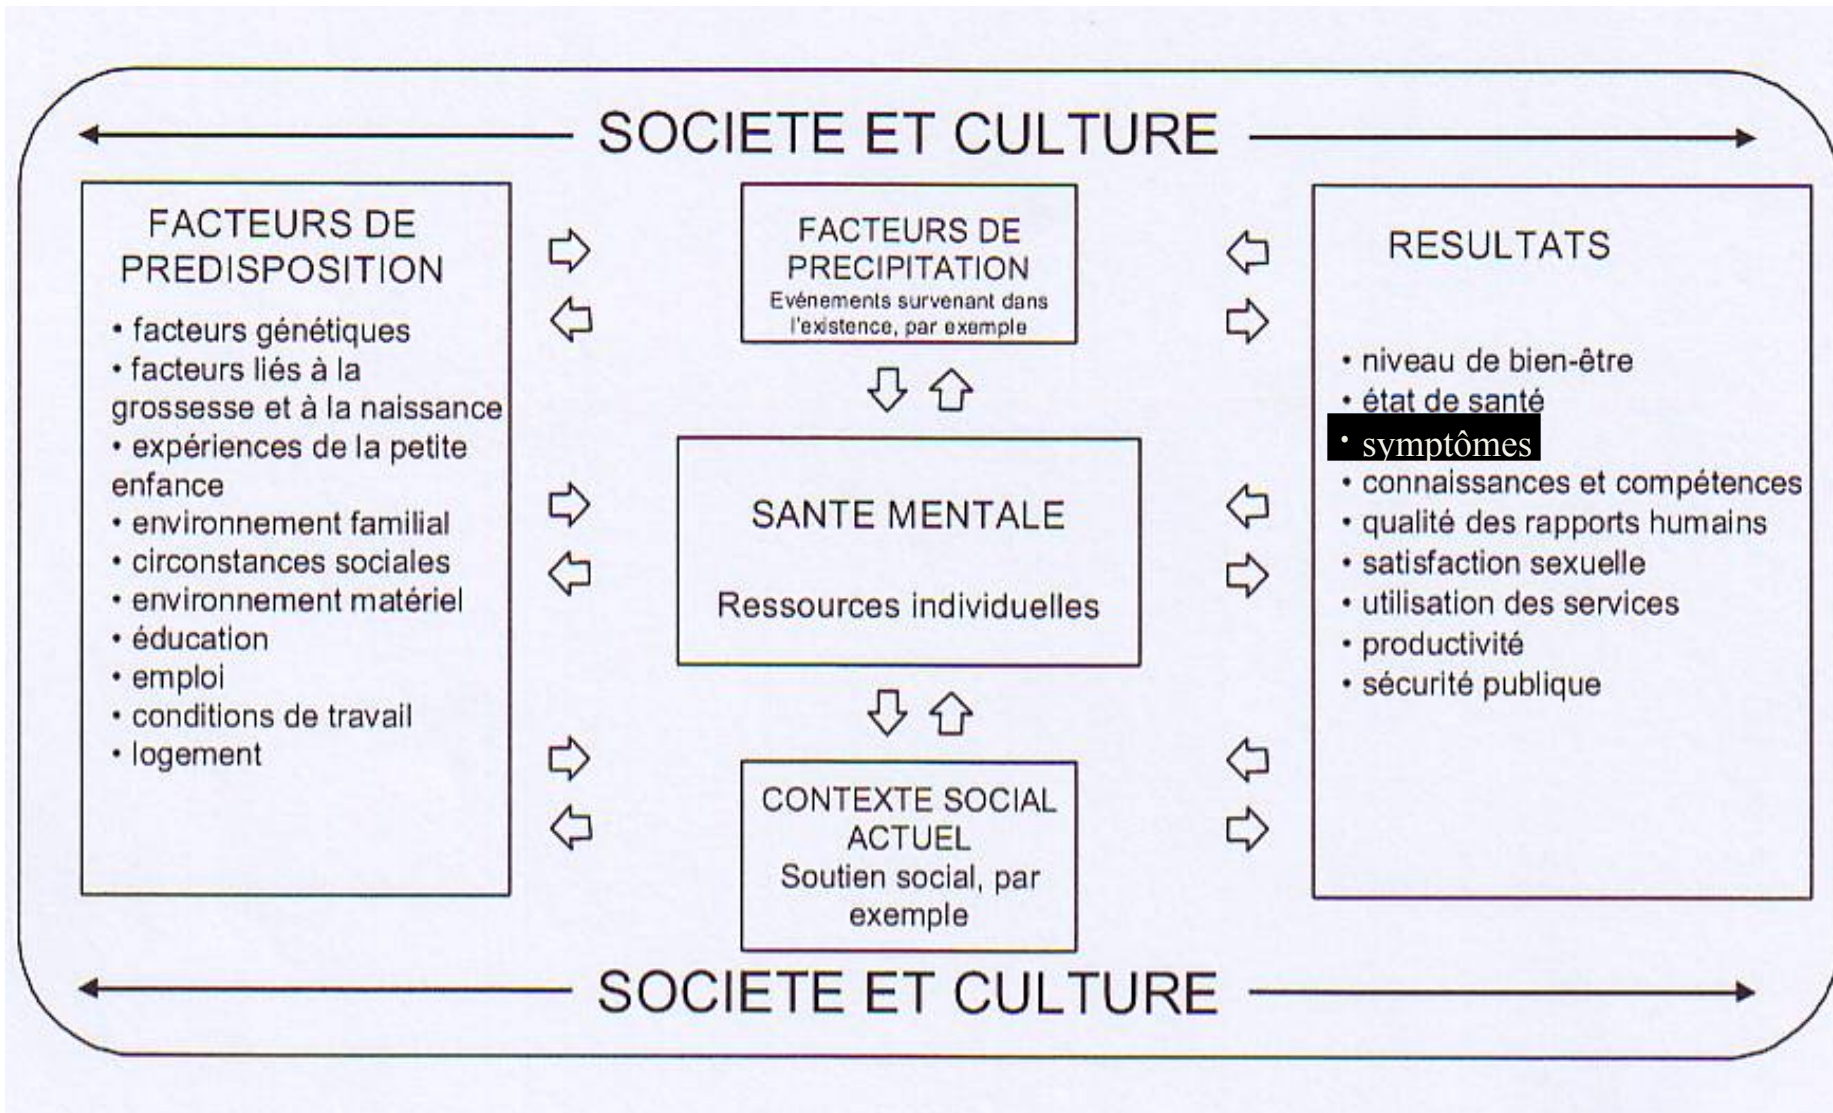 SOCIETE ET CULTURE
FACTEURS DE
PREDISPOSITION
• facteurs génétiques
• facteurs liés à la
grossesse et à la naissance
• expériences de la petite
enfance
• environnement familial
• circonstances sociales
• environnement matériel
• éducation
• emploi
• conditions de travail
• logement
FACTEURS DE
PRECIPITATION
Evénements survenant dans
l'existence, par exemple
SANTE MENTALE
Ressources individuelles
CONTEXTE SOCIAL
ACTUEL
Soutien social, par
exemple
RESULTATS
• niveau de bien-être
• état de santé
• symptômes
• connaissances et compétences
• qualité des rapports humains
• satisfaction sexuelle
• utilisation des services
• productivité
• sécurité publique
SOCIETE ET CULTURE